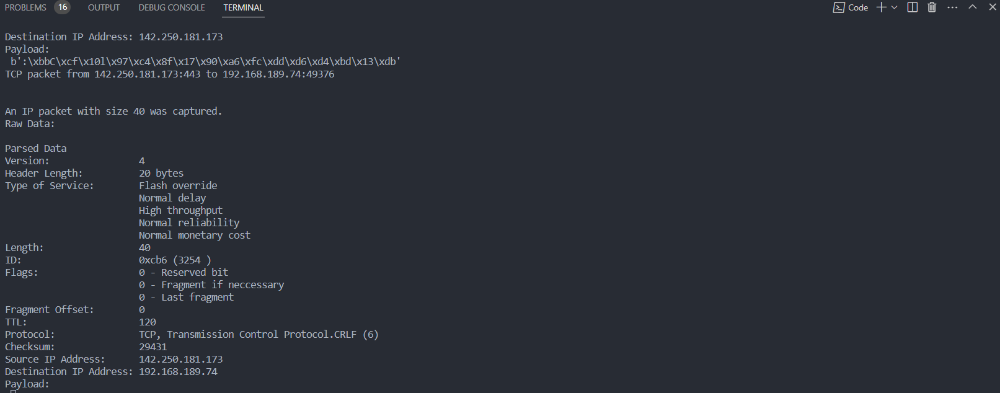 PROBLEMS 16 OUTPUT DEBUG CONSOLE TERMINAL Code
Destination IP Address: 142.250.181.173
Payload:
b':\xbbC\xcf\x10l\x97\xc4\x8f\x17\x90\xa6\xfc\xdd\xd6\xd4\xbd\x13\xdb'
TCP packet from 142.250.181.173:443 to 192.168.189.74:49376
An IP packet with size 40 was captured.
Raw Data:
Parsed Data
Version: 4
Header Length: 20 bytes
Type of Service: Flash override
Normal delay
High throughput
Normal reliability
Normal monetary cost
Length: 40
ID: 0xcb6 (3254 )
Flags: 0 - Reserved bit
0 - Fragment if neccessary
0 - Last fragment
Fragment Offset: 0
TTL: 120
Protocol: TCP, Transmission Control Protocol.CRLF (6)
Checksum: 29431
Source IP Address: 142.250.181.173
Destination IP Address: 192.168.189.74
Payload: